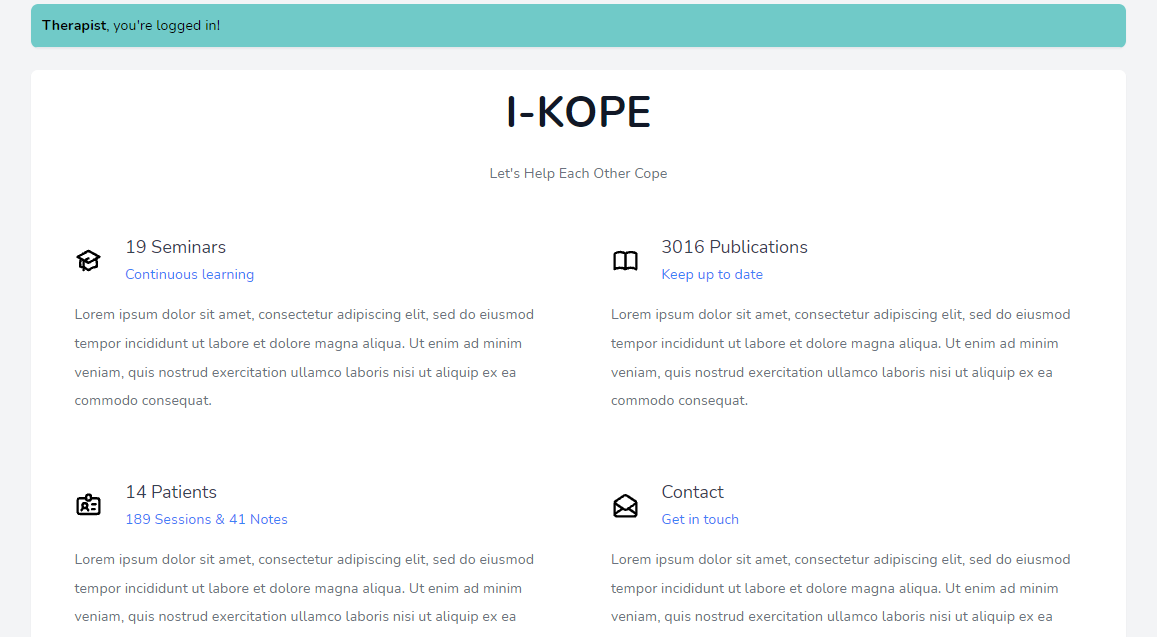 Therapist, you're logged in!
I-KOPE
Let's Help Each Other Cope
19 Seminars
Continuous learning
Lorem ipsum dolor sit amet, consectetur adipiscing elit, sed do eiusmod
tempor incididunt ut labore et dolore magna aliqua. Ut enim ad minim
veniam, quis nostrud exercitation ullamco laboris nisi ut aliquip ex ea
commodo consequat.
3016 Publications
Keep up to date
Lorem ipsum dolor sit amet, consectetur adipiscing elit, sed do eiusmod
tempor incididunt ut labore et dolore magna aliqua. Ut enim ad minim
veniam, quis nostrud exercitation ullamco laboris nisi ut aliquip ex ea
commodo consequat.
14 Patients
189 Sessions & 41 Notes
Lorem ipsum dolor sit amet, consectetur adipiscing elit, sed do eiusmod
tempor incididunt ut labore et dolore magna aliqua. Ut enim ad minim
veniam, quis nostrud exercitation ullamco laboris nisi ut aliquip ex ea
Contact
Get in touch
Lorem ipsum dolor sit amet, consectetur adipiscing elit, sed do eiusmod
tempor incididunt ut labore et dolore magna aliqua. Ut enim ad minim
veniam, quis nostrud exercitation ullamco laboris nisi ut aliquip ex ea